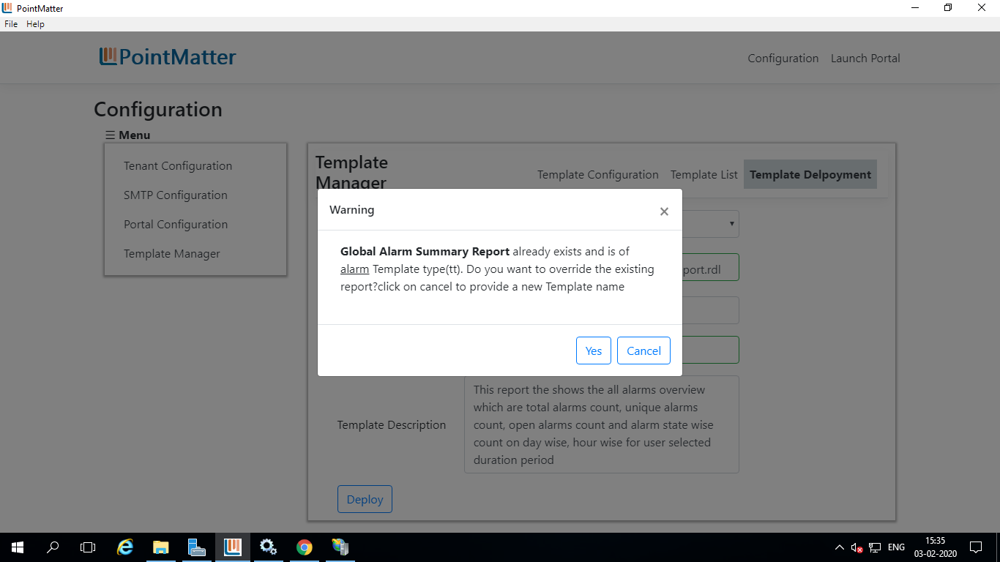 PointMatter
File Help
PointMatter
Configuration Launch Portal
Configuration
☰ Menu
Tenant Configuration
SMTP Configuration
Portal Configuration
Template Manager
Template
Manager
Template Configuration Template List Template Delpoyment
Warning ×
Global Alarm Summary Report already exists and is of
alarm Template type(tt). Do you want to override the existing
report?click on cancel to provide a new Template name
Yes Cancel
port.rdl
Template Description
This report the shows the all alarms overview
which are total alarms count, unique alarms
count, open alarms count and alarm state wise
count on day wise, hour wise for user selected
duration period
Deploy
ENG
15:35
03-02-2020